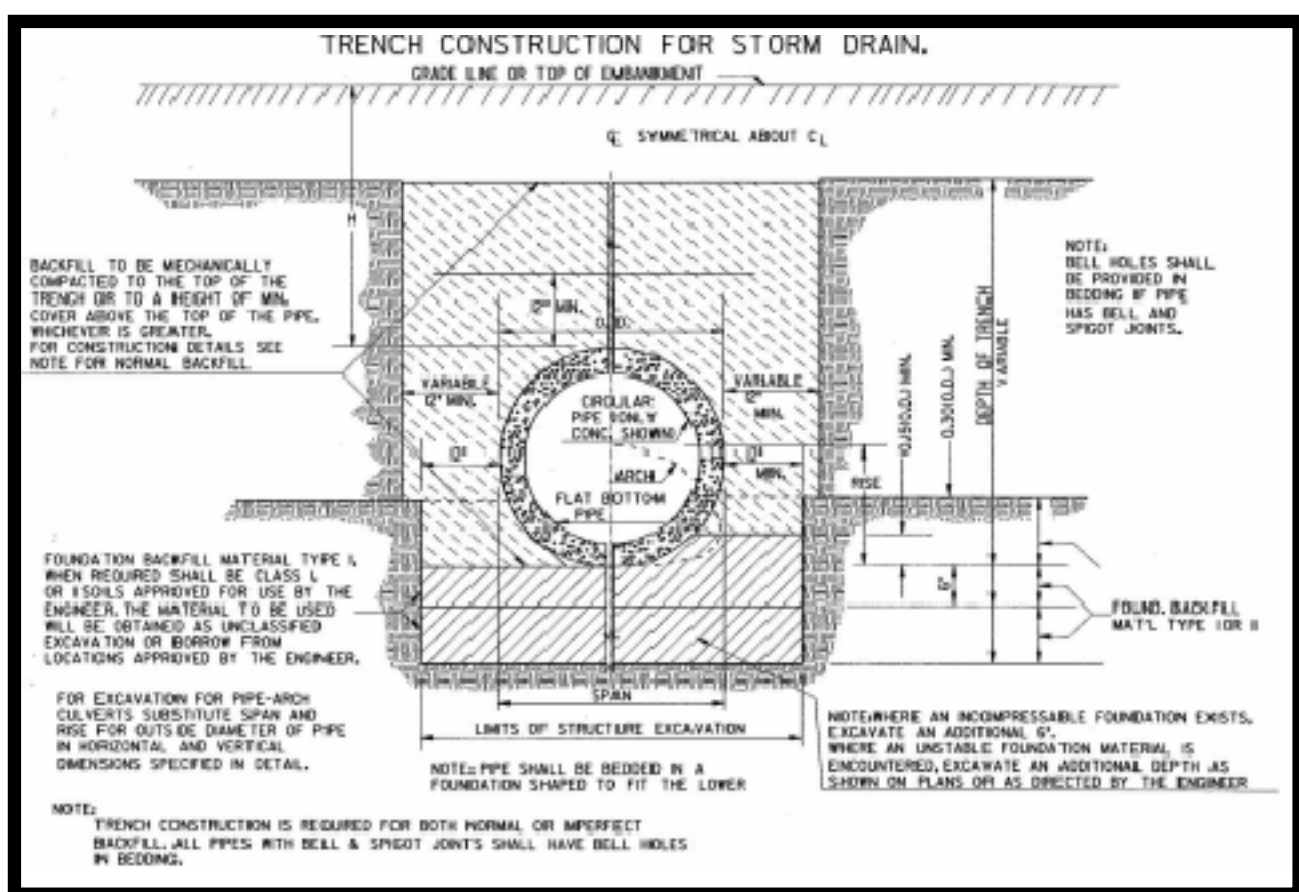 TRENCH CONSTRUCTION FOR STORM DRAIN.
GRADE LINE OR TOP OF EMBANKMENT
℄ SYMMETRICAL ABOUT C L
H
BACKFILL TO BE MECHANICALLY
COMPACTED TO THE TOP OF THE
TRENCH OR TO A HEIGHT OF MIN.
COVER ABOVE THE TOP OF THE PIPE.
WHICHEVER IS GREATER.
FOR CONSTRUCTION DETAILS SEE
NOTE FOR NORMAL BACKFILL.
NOTE:
BELL HOLES SHALL
BE PROVIDED IN
BEDDING IF PIPE
HAS BELL AND
SPIGOT JOINTS.
12" MIN.
O.D.
VARIABLE
12" MIN.
VARIABLE
12"
MIN.
CIRCULAR
PIPE (ONLY
CONC. SHOWN)
12"
ARCH
12"
MIN.
FLAT BOTTOM
PIPE
RISE
MIN.
0.30(O.D.) MIN.
DEPTH OF TRENCH
VARIABLE
6"
FOUNDATION BACKFILL MATERIAL TYPE I,
WHEN REQUIRED SHALL BE CLASS I,
OR II SOILS APPROVED FOR USE BY THE
ENGINEER. THE MATERIAL TO BE USED
WILL BE OBTAINED AS UNCLASSIFIED
EXCAVATION OR BORROW FROM
LOCATIONS APPROVED BY THE ENGINEER.
FOUND. BACKFILL
MAT'L TYPE I OR II
FOR EXCAVATION FOR PIPE-ARCH
CULVERTS SUBSTITUTE SPAN AND
RISE FOR OUTSIDE DIAMETER OF PIPE
IN HORIZONTAL AND VERTICAL
DIMENSIONS SPECIFIED IN DETAIL.
SPAN
LIMITS OF STRUCTURE EXCAVATION
NOTE: PIPE SHALL BE BEDDED IN A
FOUNDATION SHAPED TO FIT THE LOWER
NOTE: WHERE AN INCOMPRESSABLE FOUNDATION EXISTS,
EXCAVATE AN ADDITIONAL 6".
WHERE AN UNSTABLE FOUNDATION MATERIAL IS
ENCOUNTERED, EXCAVATE AN ADDITIONAL DEPTH AS
SHOWN ON PLANS OR AS DIRECTED BY THE ENGINEER
NOTE:
TRENCH CONSTRUCTION IS REQUIRED FOR BOTH NORMAL OR IMPERFECT
BACKFILL. ALL PIPES WITH BELL & SPIGOT JOINTS SHALL HAVE BELL HOLES
IN BEDDING.